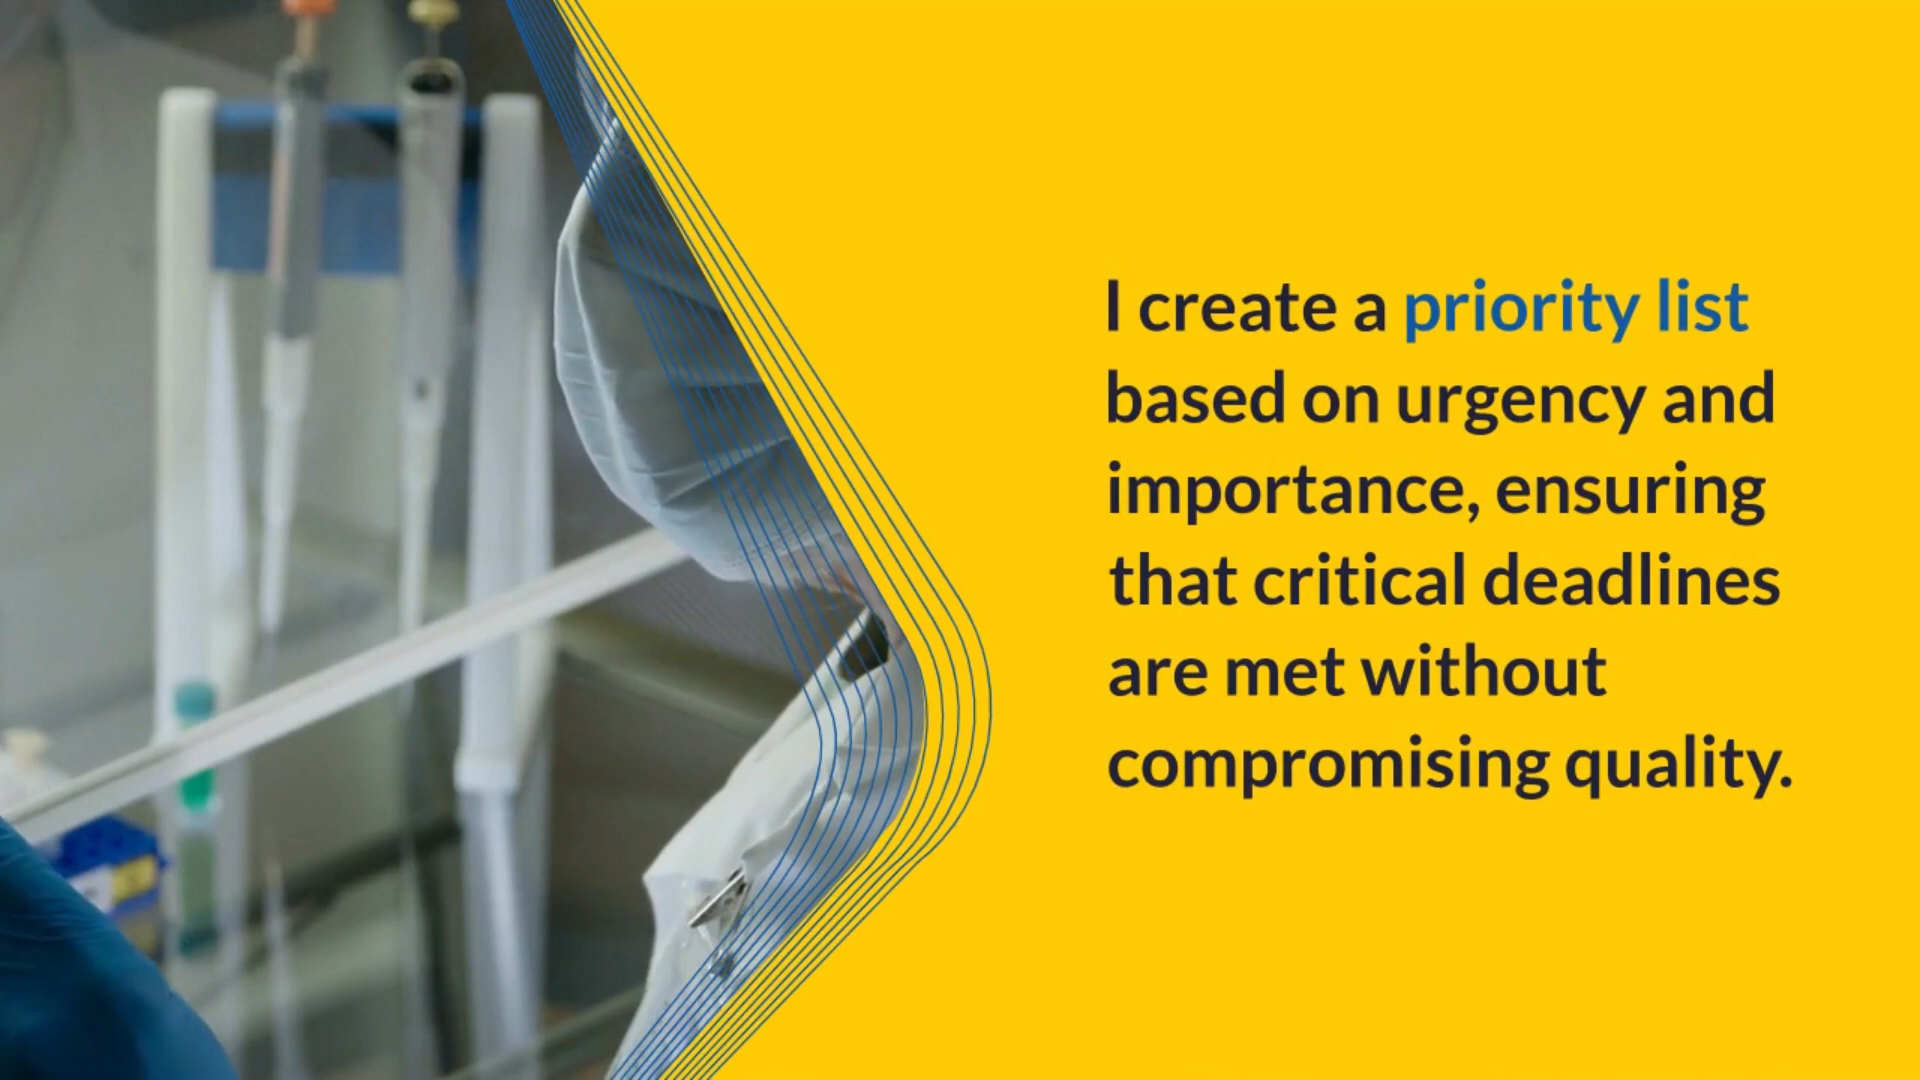 I create a priority list
based on urgency and
importance, ensuring
that critical deadlines
are met without
compromising quality.